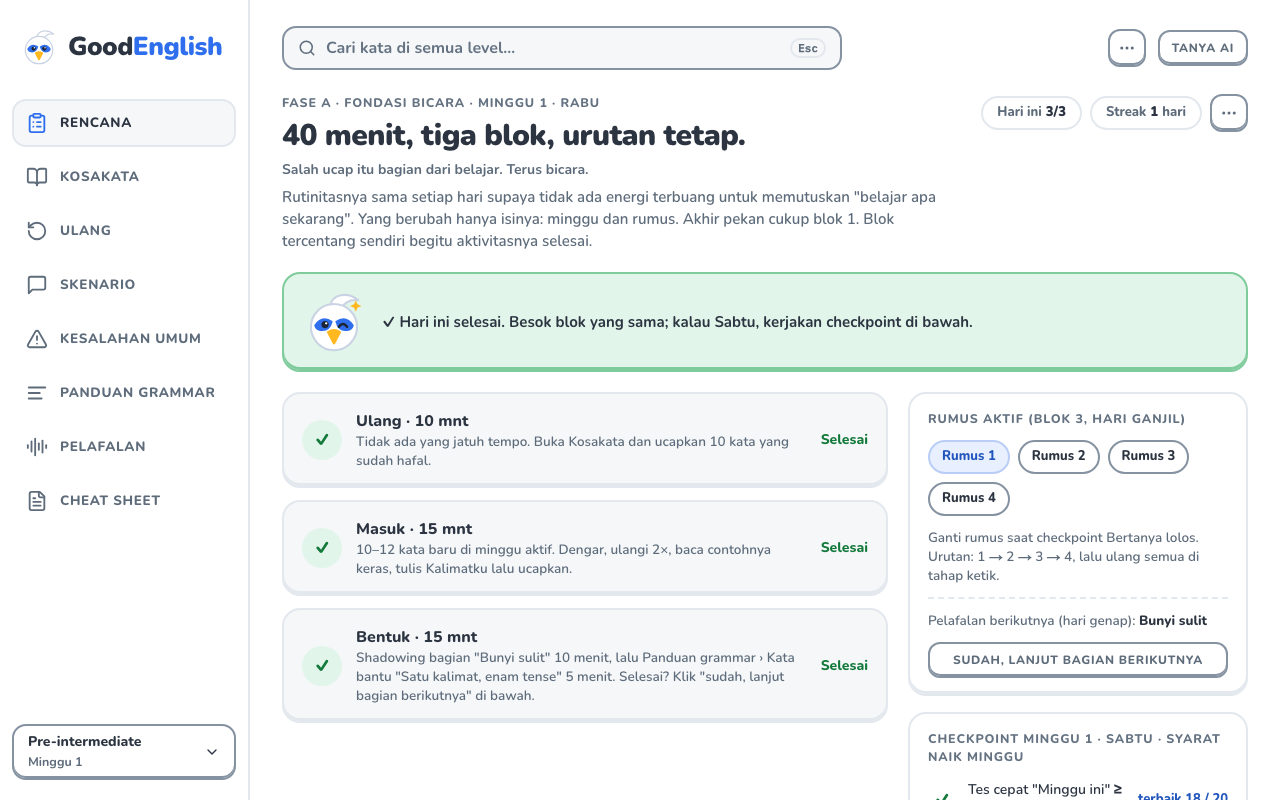 GoodEnglish
RENCANA
KOSAKATA
ULANG
SKENARIO
KESALAHAN UMUM
PANDUAN GRAMMAR
PELAFALAN
CHEAT SHEET
Pre-intermediate
Minggu 1
Cari kata di semua level...
Esc
TANYA AI
FASE A · FONDASI BICARA · MINGGU 1 · RABU
40 menit, tiga blok, urutan tetap.
Salah ucap itu bagian dari belajar. Terus bicara.
Rutinitasnya sama setiap hari supaya tidak ada energi terbuang untuk memutuskan "belajar apa
sekarang". Yang berubah hanya isinya: minggu dan rumus. Akhir pekan cukup blok 1. Blok
tercentang sendiri begitu aktivitasnya selesai.
Hari ini 3/3
Streak 1 hari
✓ Hari ini selesai. Besok blok yang sama; kalau Sabtu, kerjakan checkpoint di bawah.
Ulang · 10 mnt
Tidak ada yang jatuh tempo. Buka Kosakata dan ucapkan 10 kata yang
sudah hafal.
Selesai
Masuk · 15 mnt
10–12 kata baru di minggu aktif. Dengar, ulangi 2×, baca contohnya
keras, tulis Kalimatku lalu ucapkan.
Selesai
Bentuk · 15 mnt
Shadowing bagian "Bunyi sulit" 10 menit, lalu Panduan grammar › Kata
bantu "Satu kalimat, enam tense" 5 menit. Selesai? Klik "sudah, lanjut
bagian berikutnya" di bawah.
Selesai
RUMUS AKTIF (BLOK 3, HARI GANJIL)
Rumus 1
Rumus 2
Rumus 3
Rumus 4
Ganti rumus saat checkpoint Bertanya lolos.
Urutan: 1 → 2 → 3 → 4, lalu ulang semua di
tahap ketik.
Pelafalan berikutnya (hari genap): Bunyi sulit
SUDAH, LANJUT BAGIAN BERIKUTNYA
CHECKPOINT MINGGU 1 · SABTU · SYARAT
NAIK MINGGU
Tes cepat "Minggu ini" ≥
terbaik 18 / 20